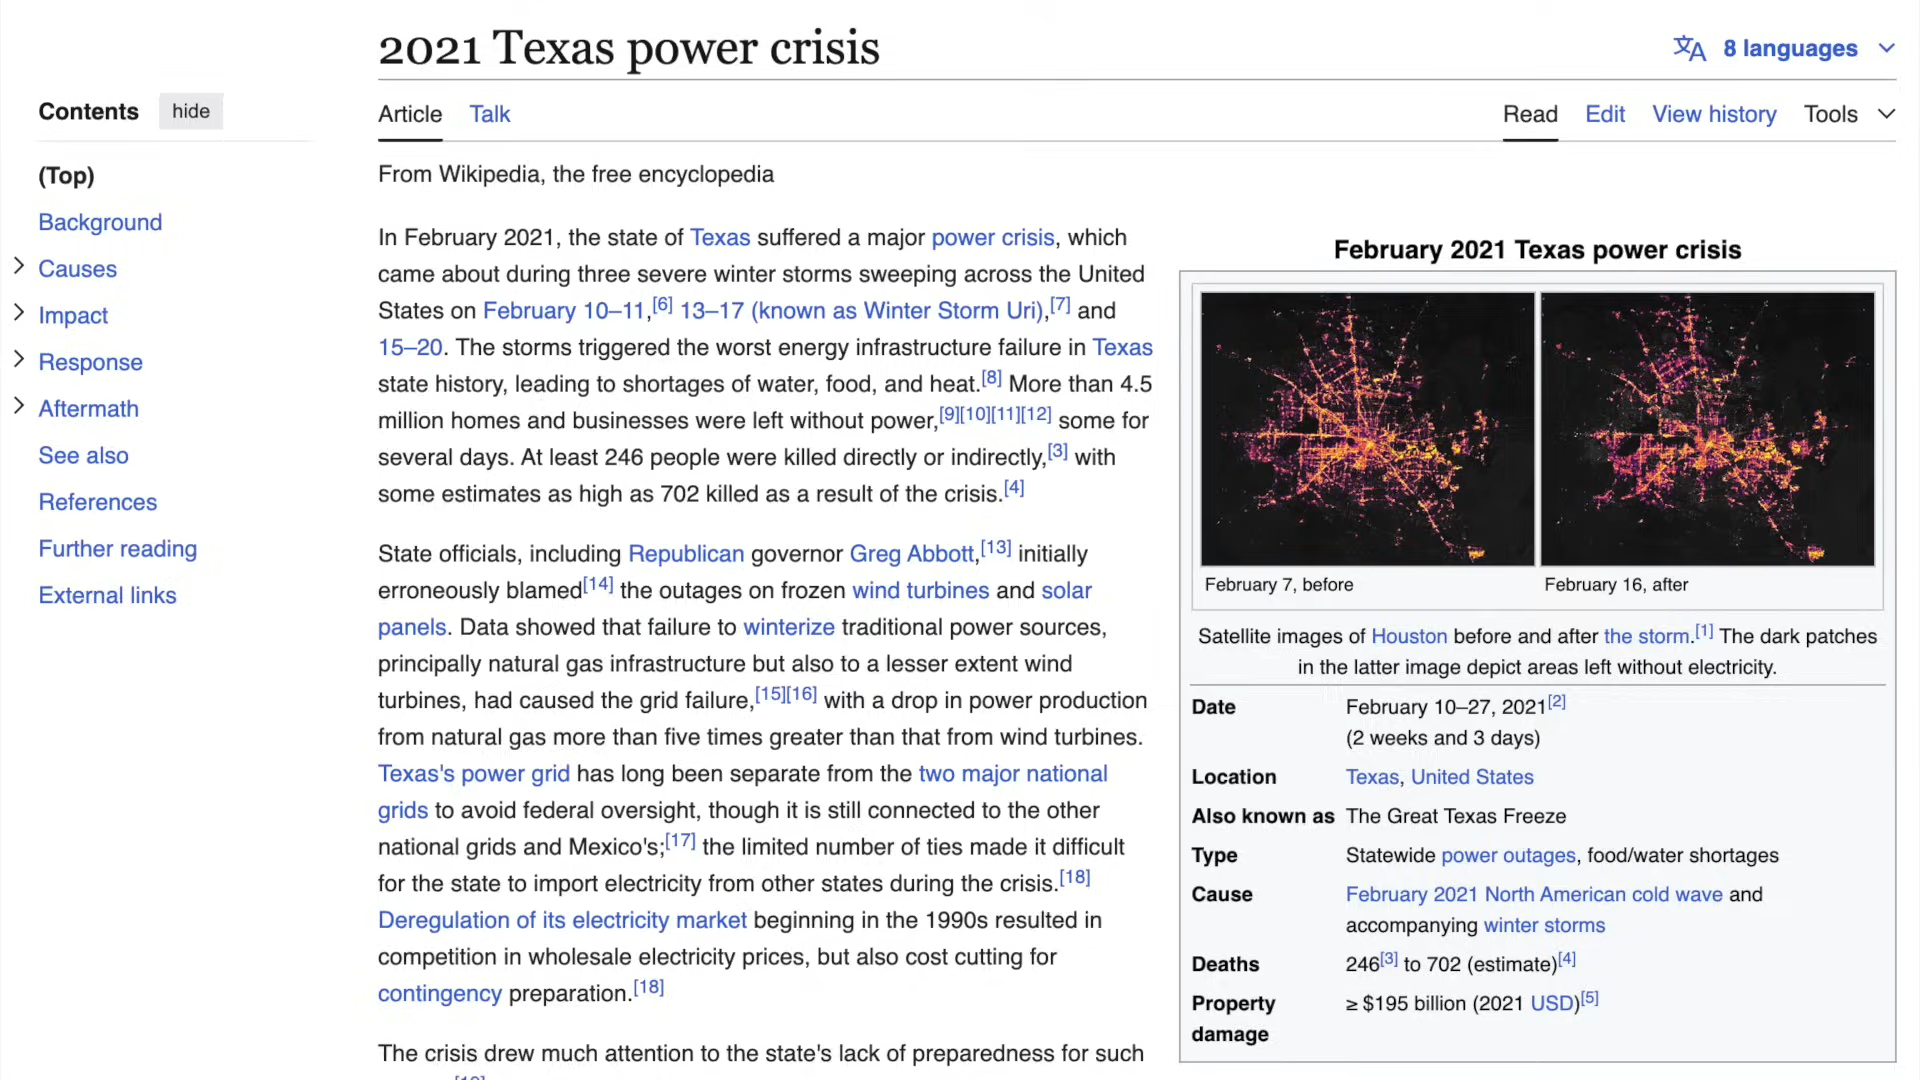 2021 Texas power crisis
8 languages
Contents hide
Article Talk
Read Edit View history Tools
(Top)
Background
Causes
Impact
Response
Aftermath
See also
References
Further reading
External links
From Wikipedia, the free encyclopedia
In February 2021, the state of Texas suffered a major power crisis, which
came about during three severe winter storms sweeping across the United
States on February 10–11,[6] 13–17 (known as Winter Storm Uri),[7] and
15–20. The storms triggered the worst energy infrastructure failure in Texas
state history, leading to shortages of water, food, and heat.[8] More than 4.5
million homes and businesses were left without power,[9][10][11][12] some for
several days. At least 246 people were killed directly or indirectly,[3] with
some estimates as high as 702 killed as a result of the crisis.[4]
State officials, including Republican governor Greg Abbott,[13] initially
erroneously blamed[14] the outages on frozen wind turbines and solar
panels. Data showed that failure to winterize traditional power sources,
principally natural gas infrastructure but also to a lesser extent wind
turbines, had caused the grid failure,[15][16] with a drop in power production
from natural gas more than five times greater than that from wind turbines.
Texas's power grid has long been separate from the two major national
grids to avoid federal oversight, though it is still connected to the other
national grids and Mexico's;[17] the limited number of ties made it difficult
for the state to import electricity from other states during the crisis.[18]
Deregulation of its electricity market beginning in the 1990s resulted in
competition in wholesale electricity prices, but also cost cutting for
contingency preparation.[18]
The crisis drew much attention to the state's lack of preparedness for such
February 2021 Texas power crisis
February 7, before
February 16, after
Satellite images of Houston before and after the storm.[1] The dark patches
in the latter image depict areas left without electricity.
Date February 10–27, 2021[2]
(2 weeks and 3 days)
Location Texas, United States
Also known as The Great Texas Freeze
Type Statewide power outages, food/water shortages
Cause February 2021 North American cold wave and
accompanying winter storms
Deaths 246[3] to 702 (estimate)[4]
Property ≥ $195 billion (2021 USD)[5]
damage